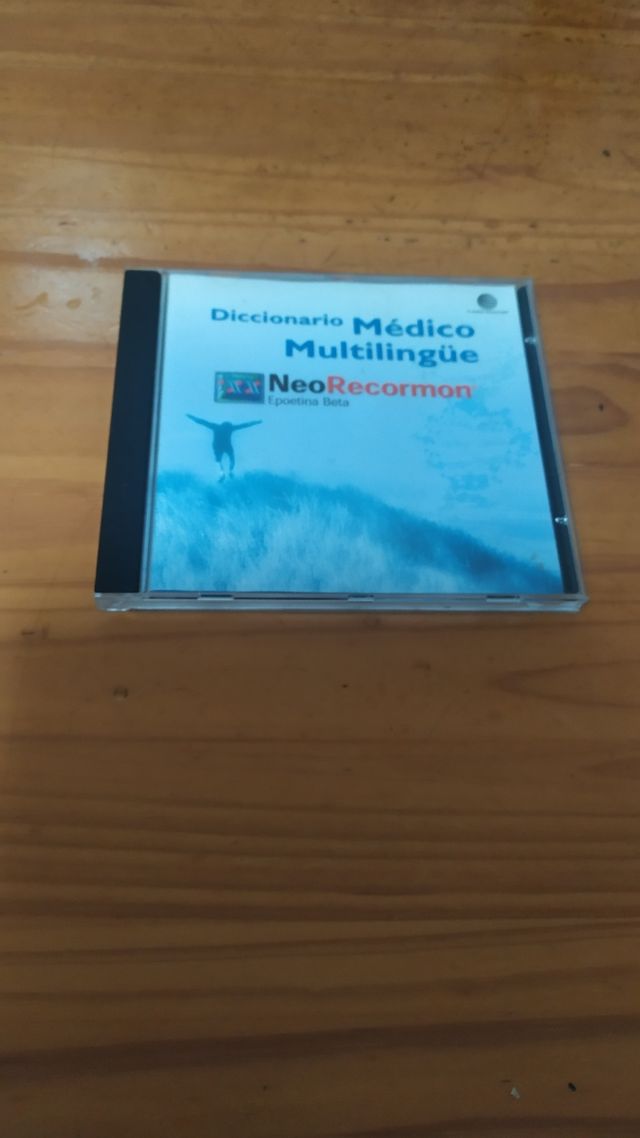 Diccionario Médico
Multilingüe
NeoRecormon
Epoetina Beta